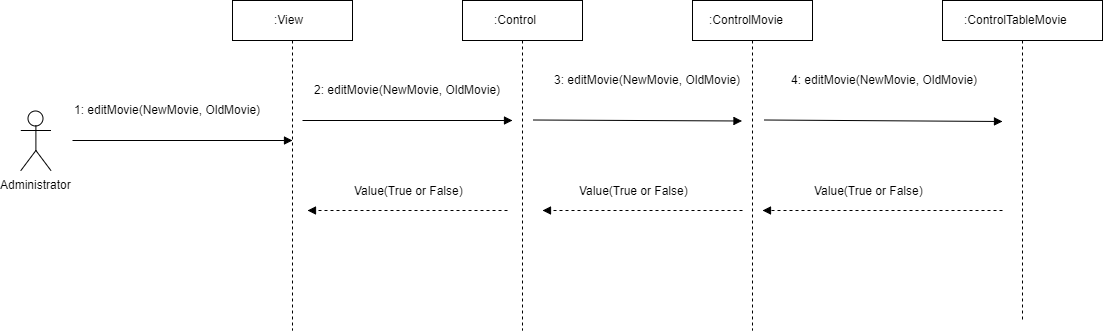 :View
:Control
:ControlMovie
:ControlTableMovie
1: editMovie(NewMovie, OldMovie)
2: editMovie(NewMovie, OldMovie)
3: editMovie(NewMovie, OldMovie)
4: editMovie(NewMovie, OldMovie)
Administrator
Value(True or False)
Value(True or False)
Value(True or False)